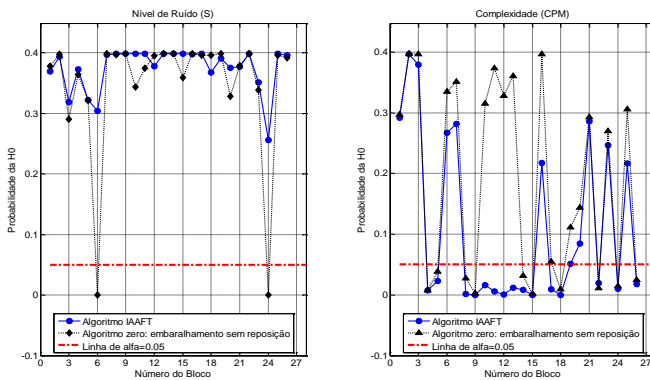 Nível de Ruído (S)
Probabilidade da H0
0.4
0.3
0.2
0.1
0
-0.1
0 3 6 9 12 15 18 21 24 27
Algoritmo IAAFT
Algoritmo zero: embaralhamento sem reposição
Linha de alfa=0.05
Número do Bloco
Complexidade (CPM)
Probabilidade da H0
0.4
0.3
0.2
0.1
0
-0.1
0 3 6 9 12 15 18 21 24 27
Algoritmo IAAFT
Algoritmo zero: embaralhamento sem reposição
Linha de alfa=0.05
Número do Bloco